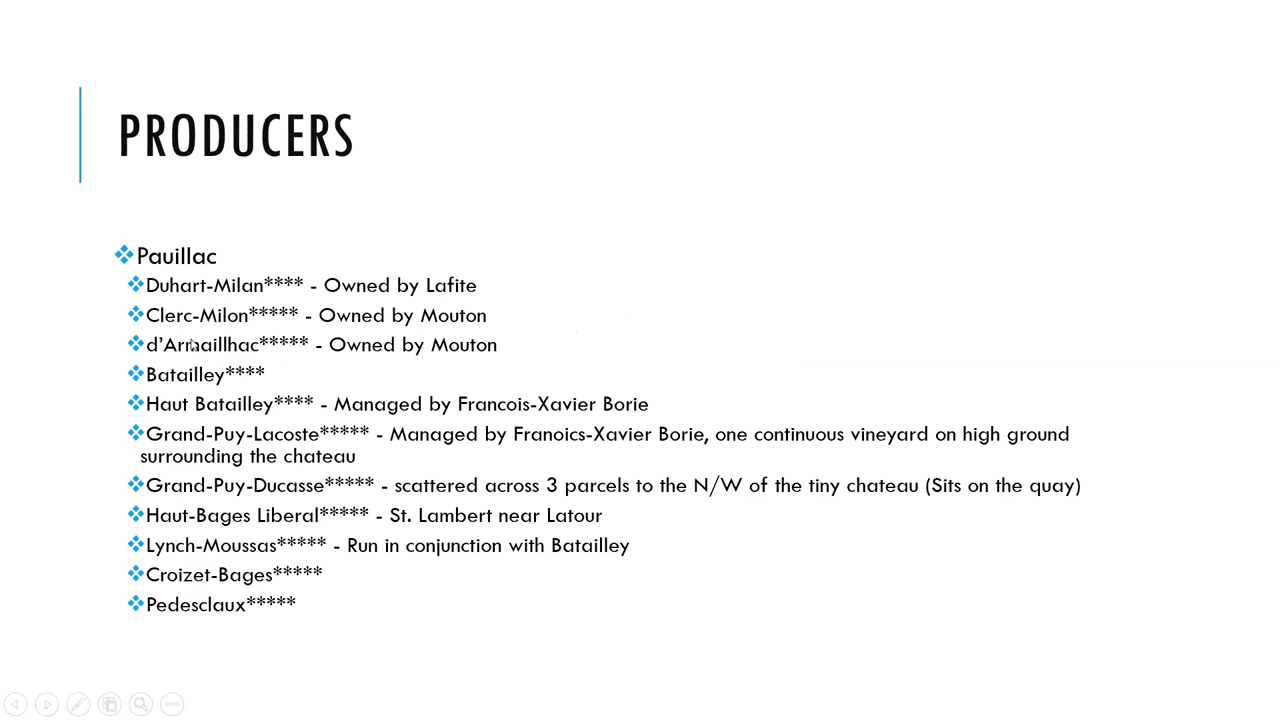 PRODUCERS
Pauillac
Duhart-Milan**** - Owned by Lafite
Clerc-Milon***** - Owned by Mouton
d'Armaillhac***** - Owned by Mouton
Batailley****
Haut Batailley**** - Managed by Francois-Xavier Borie
Grand-Puy-Lacoste***** - Managed by Franoics-Xavier Borie, one continuous vineyard on high ground
surrounding the chateau
Grand-Puy-Ducasse***** - scattered across 3 parcels to the N/W of the tiny chateau (Sits on the quay)
Haut-Bages Liberal***** - St. Lambert near Latour
Lynch-Moussas***** - Run in conjunction with Batailley
Croizet-Bages*****
Pedesclaux*****